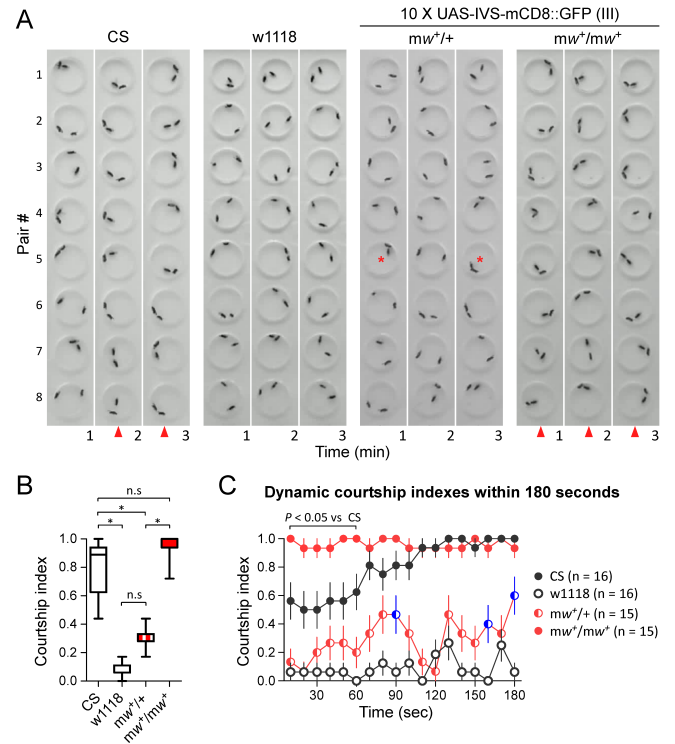 A
10 X UAS-IVS-mCD8::GFP (III)
CS
w1118
mw+/+
mw+/mw+
Pair #
1
2
3
4
5
6
7
8
*
*
1 2 3
1 2 3
1 2 3
1 2 3
Time (min)
B
n.s
*
* *
n.s
Courtship index
1.0
0.8
0.6
0.4
0.2
0.0
CS
w1118
mw+/+
mw+/mw+
C
Dynamic courtship indexes within 180 seconds
P < 0.05 vs CS
Courtship index
1.0
0.8
0.6
0.4
0.2
0.0
30 60 90 120 150 180
Time (sec)
CS (n = 16)
w1118 (n = 16)
mw+/+ (n = 15)
mw+/mw+ (n = 15)